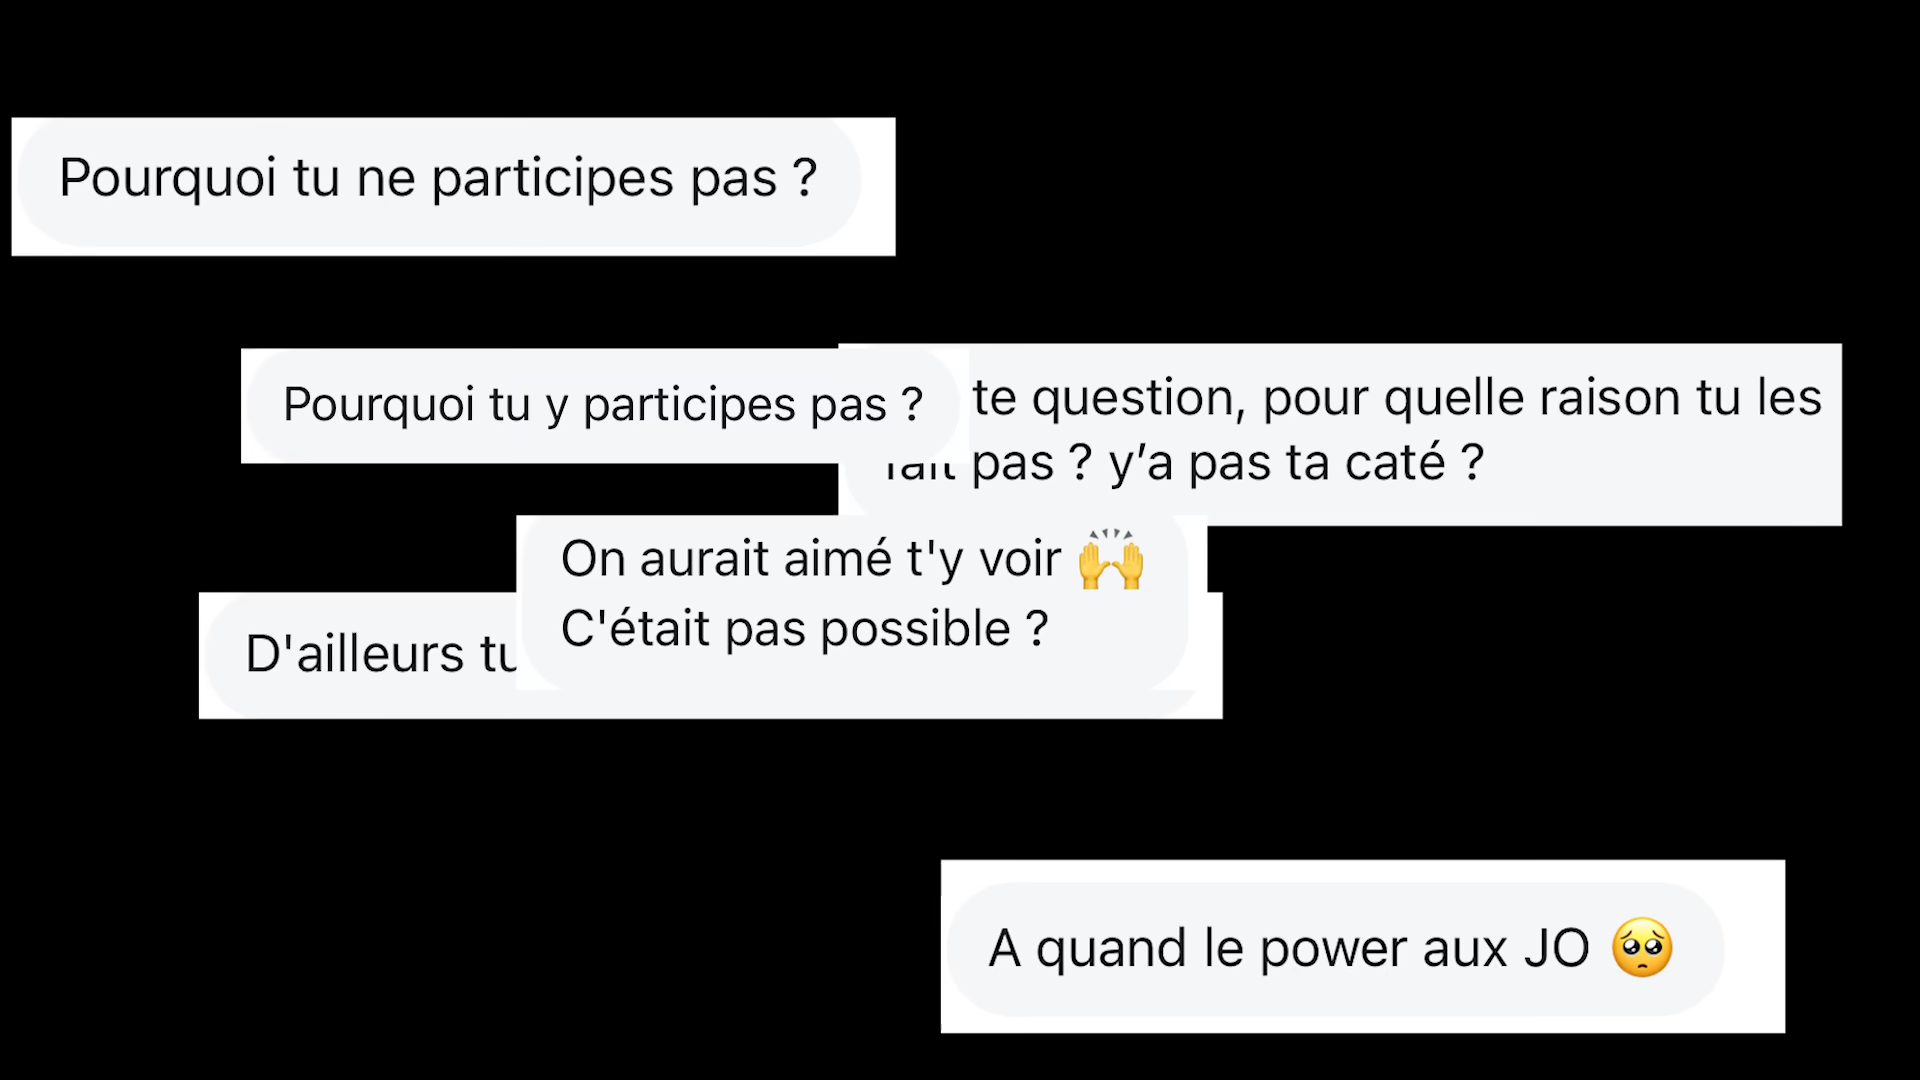 Pourquoi tu ne participes pas ?
Pourquoi tu y participes pas ?
te question, pour quelle raison tu les
fait pas ? y’a pas ta caté ?
On aurait aimé t'y voir 🙌
C'était pas possible ?
D'ailleurs tu
A quand le power aux JO 🥺